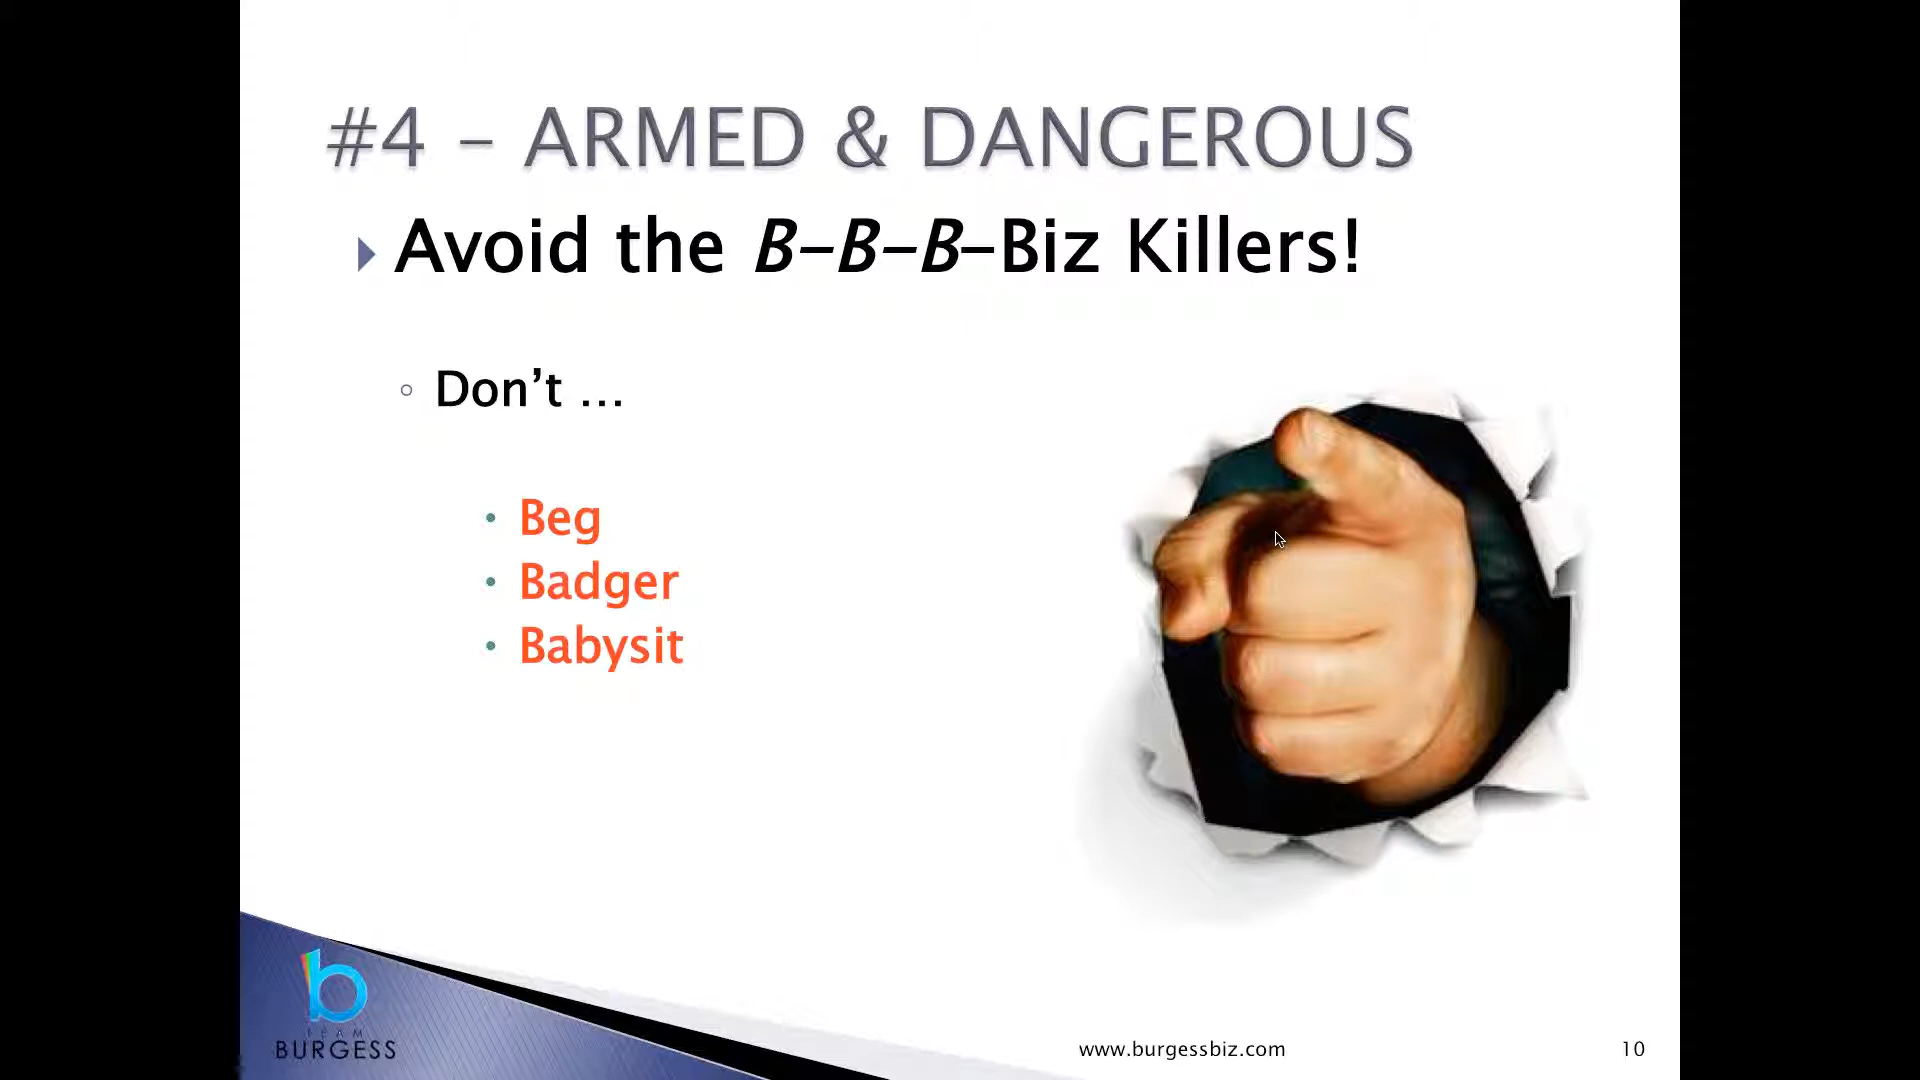 #4 – ARMED & DANGEROUS
Avoid the B-B-B-Biz Killers!
Don’t …
Beg
Badger
Babysit
TEAM
BURGESS
www.burgessbiz.com
10